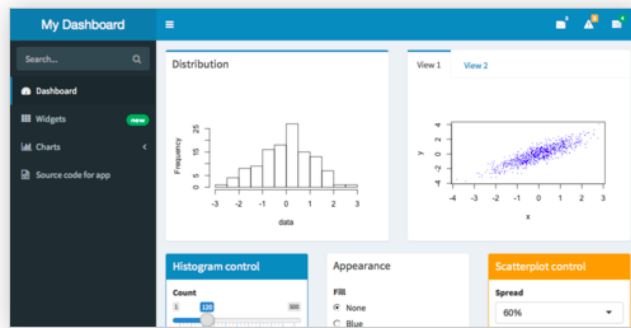 My Dashboard
Search...
Dashboard
Widgets
new
Charts
Source code for app
Distribution
Frequency
0 5 15 25
-3 -2 -1 0 1 2 3
data
View 1
View 2
y
-4 -2 0 2 4
-4 -3 -2 -1 0 1 2 3
x
Histogram control
Count
1 120 300
Appearance
Fill
None
Blue
Scatterplot control
Spread
60%